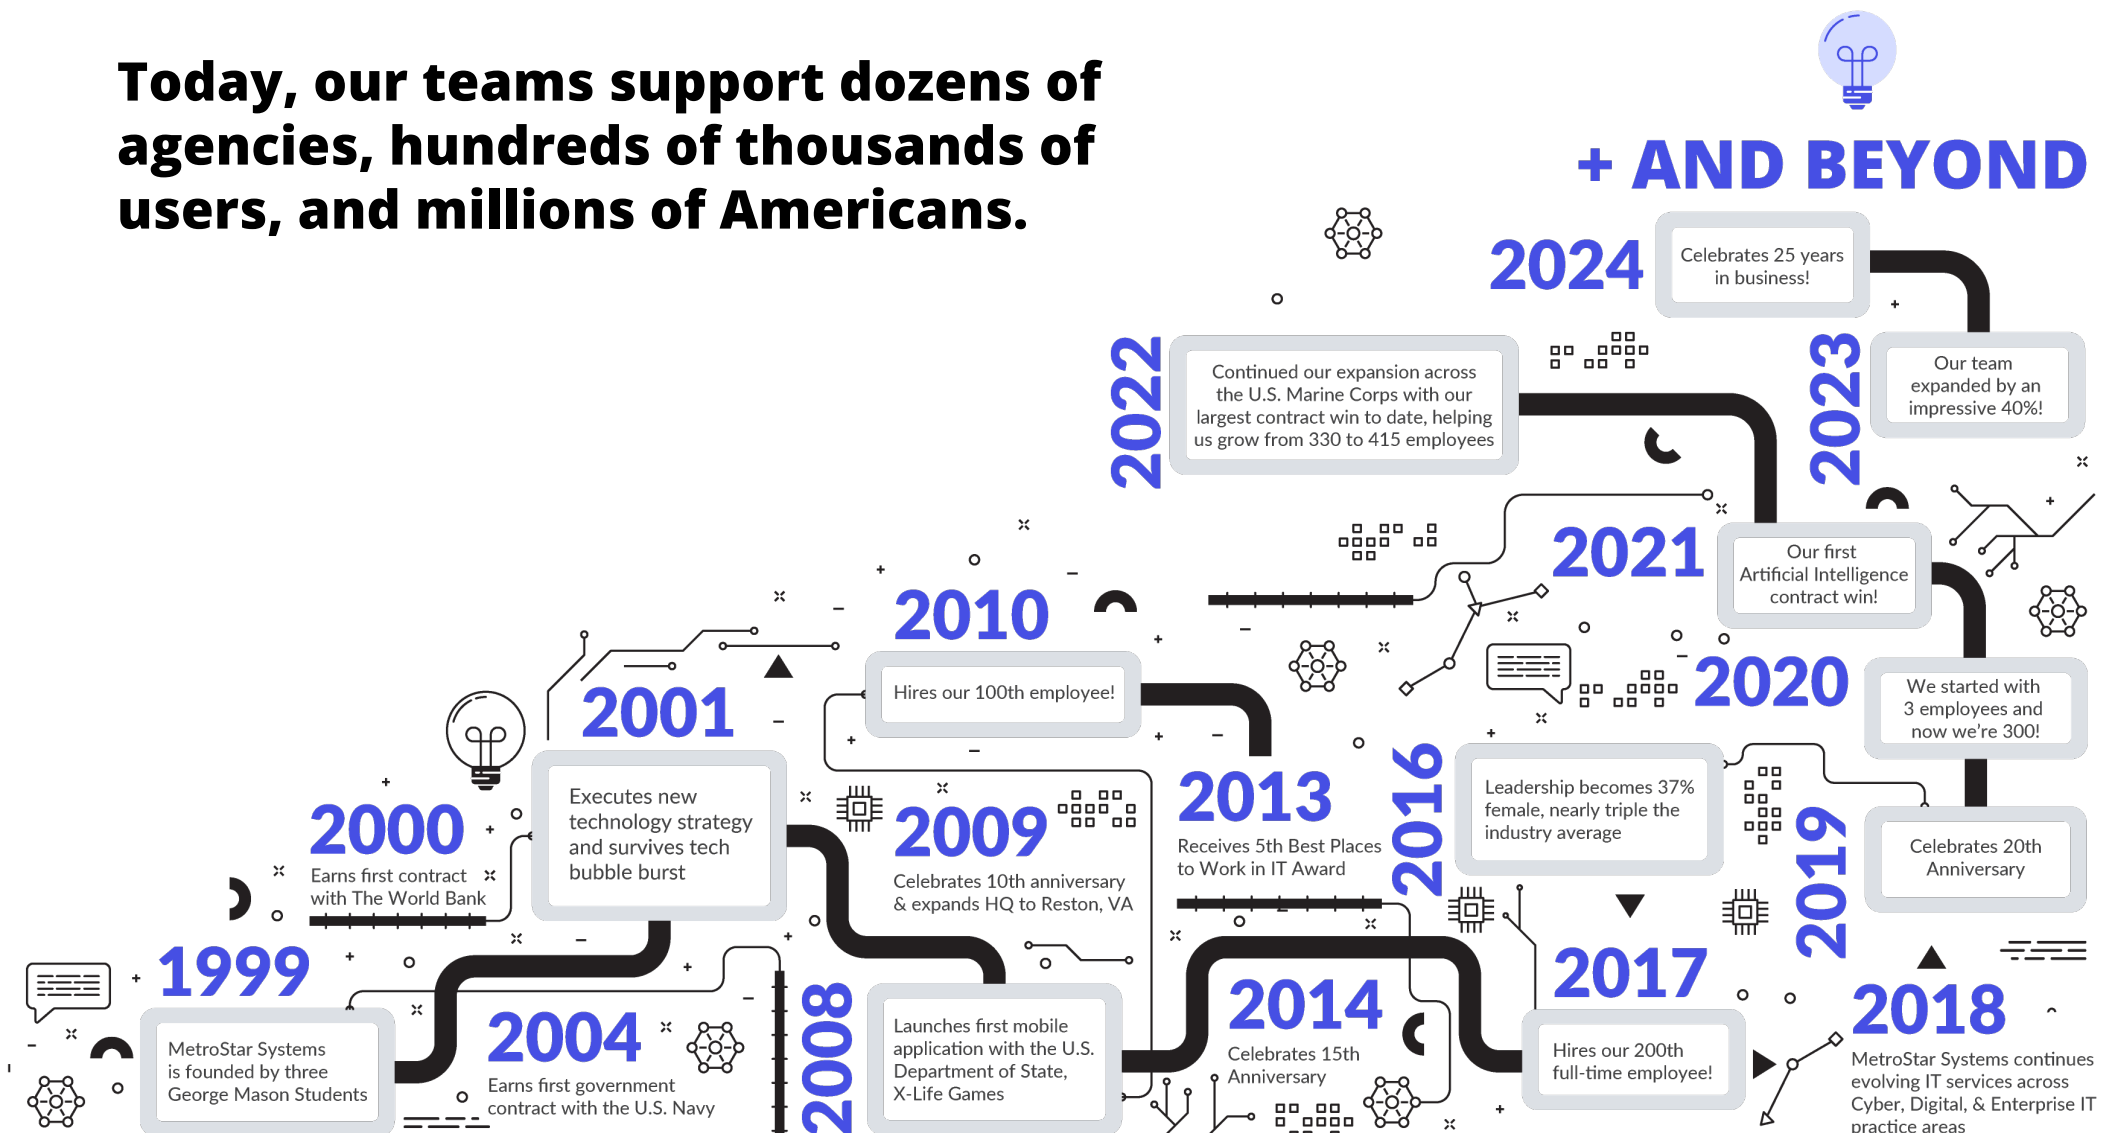 Today, our teams support dozens of
agencies, hundreds of thousands of
users, and millions of Americans.
+ AND BEYOND
2024
Celebrates 25 years
in business!
2023
Our team
expanded by an
impressive 40%!
2022
Continued our expansion across
the U.S. Marine Corps with our
largest contract win to date, helping
us grow from 330 to 415 employees
2021
Our first
Artificial Intelligence
contract win!
2020
We started with
3 employees and
now we're 300!
2010
Hires our 100th employee!
2001
Executes new
technology strategy
and survives tech
bubble burst
2000
Earns first contract
with The World Bank
2009
Celebrates 10th anniversary
& expands HQ to Reston, VA
2013
Receives 5th Best Places
to Work in IT Award
2016
Leadership becomes 37%
female, nearly triple the
industry average
2019
Celebrates 20th
Anniversary
1999
MetroStar Systems
is founded by three
George Mason Students
2004
Earns first government
contract with the U.S. Navy
2008
Launches first mobile
application with the U.S.
Department of State,
X-Life Games
2014
Celebrates 15th
Anniversary
2017
Hires our 200th
full-time employee!
2018
MetroStar Systems continues
evolving IT services across
Cyber, Digital, & Enterprise IT
practice areas